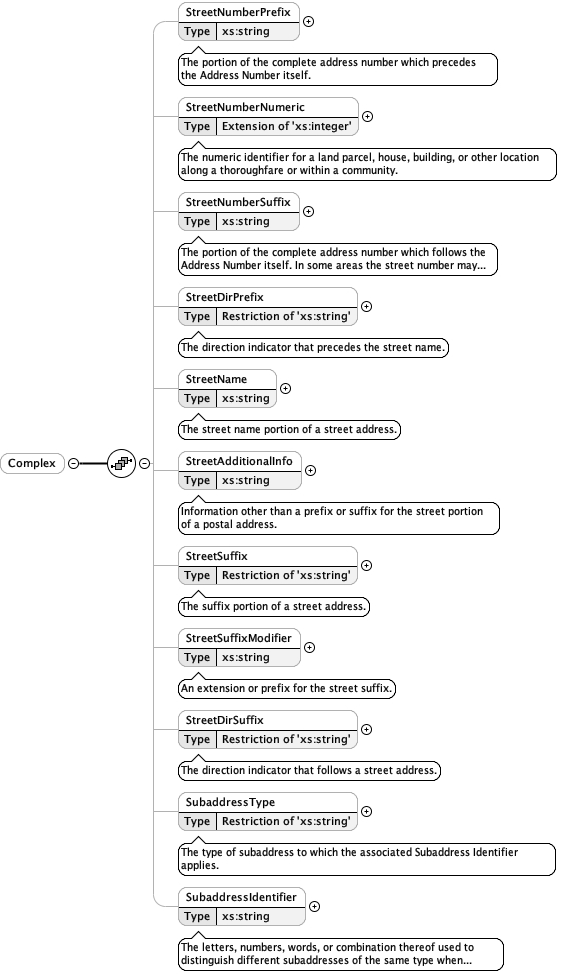 StreetNumberPrefix
Type xs:string
The portion of the complete address number which precedes
the Address Number itself.
StreetNumberNumeric
Type Extension of 'xs:integer'
The numeric identifier for a land parcel, house, building, or other location
along a thoroughfare or within a community.
StreetNumberSuffix
Type xs:string
The portion of the complete address number which follows the
Address Number itself. In some areas the street number may...
StreetDirPrefix
Type Restriction of 'xs:string'
The direction indicator that precedes the street name.
StreetName
Type xs:string
The street name portion of a street address.
Complex
StreetAdditionalInfo
Type xs:string
Information other than a prefix or suffix for the street portion
of a postal address.
StreetSuffix
Type Restriction of 'xs:string'
The suffix portion of a street address.
StreetSuffixModifier
Type xs:string
An extension or prefix for the street suffix.
StreetDirSuffix
Type Restriction of 'xs:string'
The direction indicator that follows a street address.
SubaddressType
Type Restriction of 'xs:string'
The type of subaddress to which the associated Subaddress Identifier
applies.
SubaddressIdentifier
Type xs:string
The letters, numbers, words, or combination thereof used to
distinguish different subaddresses of the same type when...